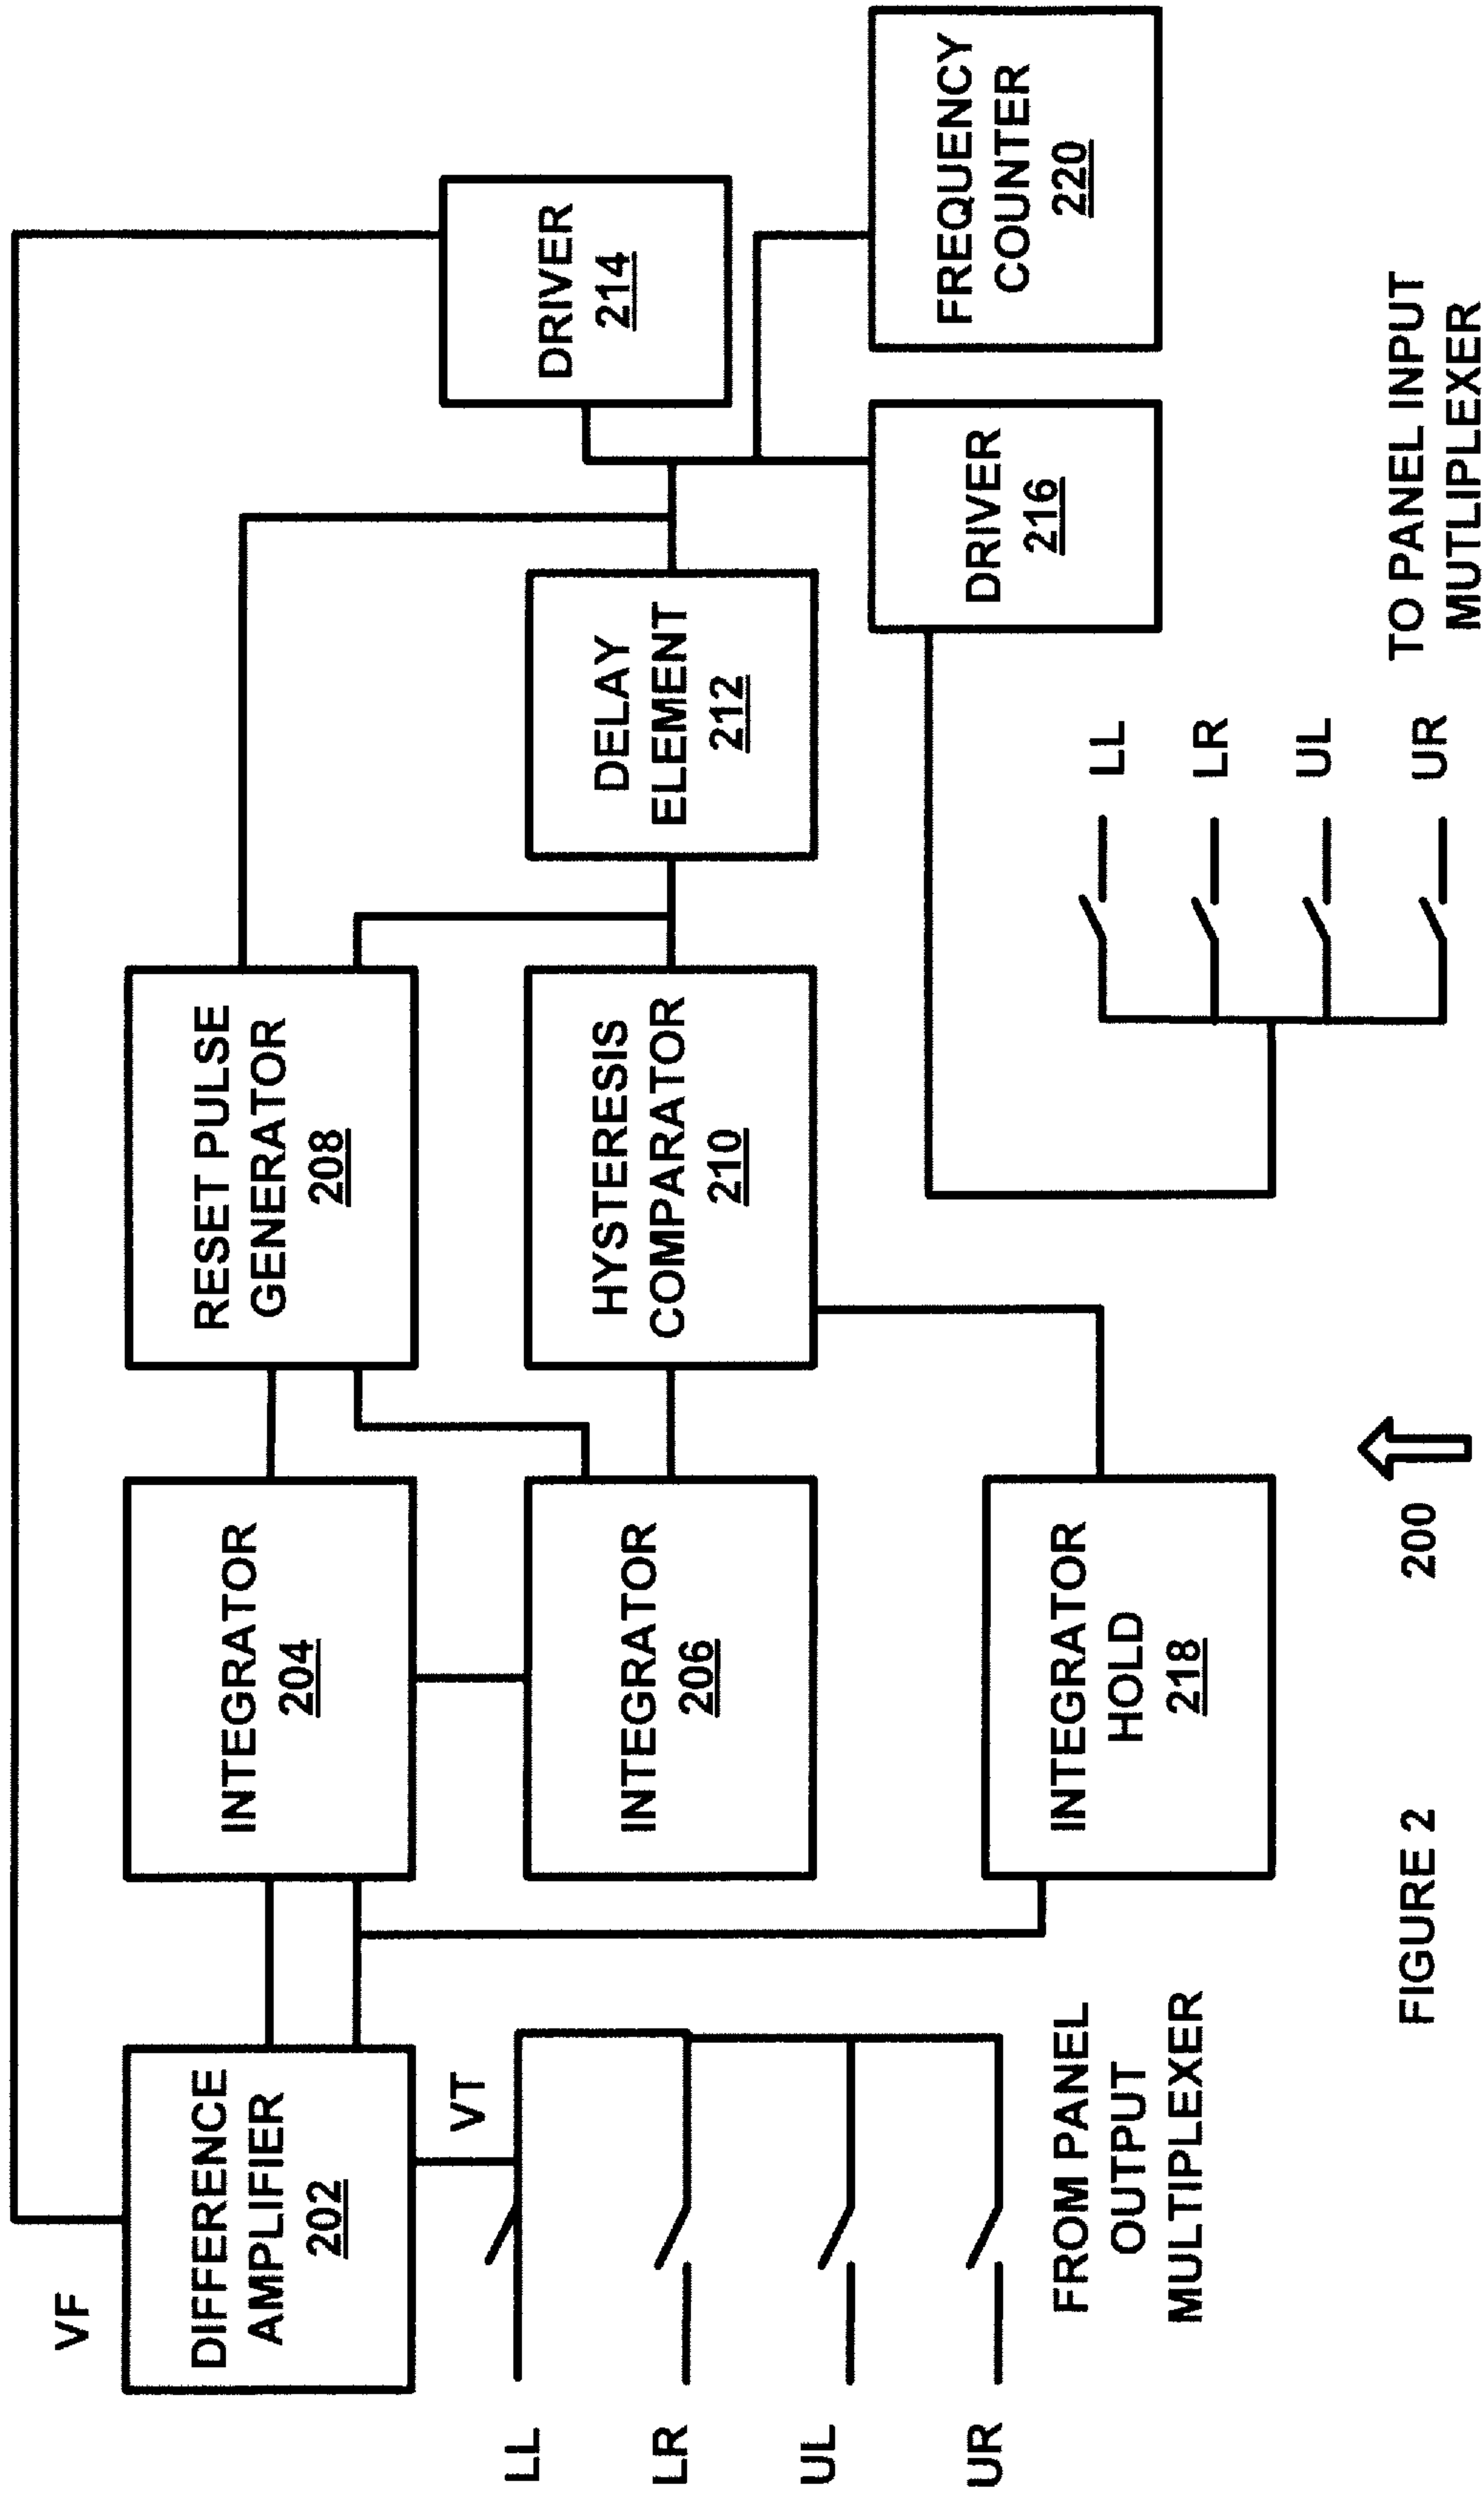 VF
DIFFERENCE
AMPLIFIER
202
INTEGRATOR
204
RESET PULSE
GENERATOR
208
VT
INTEGRATOR
206
HYSTERESIS
COMPARATOR
210
DELAY
ELEMENT
212
DRIVER
214
LL
LR
UL
UR
FROM PANEL
OUTPUT
MULTIPLEXER
INTEGRATOR
HOLD
218
DRIVER
216
FREQUENCY
COUNTER
220
LL
LR
UL
UR
TO PANEL INPUT
MUTLIPLEXER
FIGURE 2
200